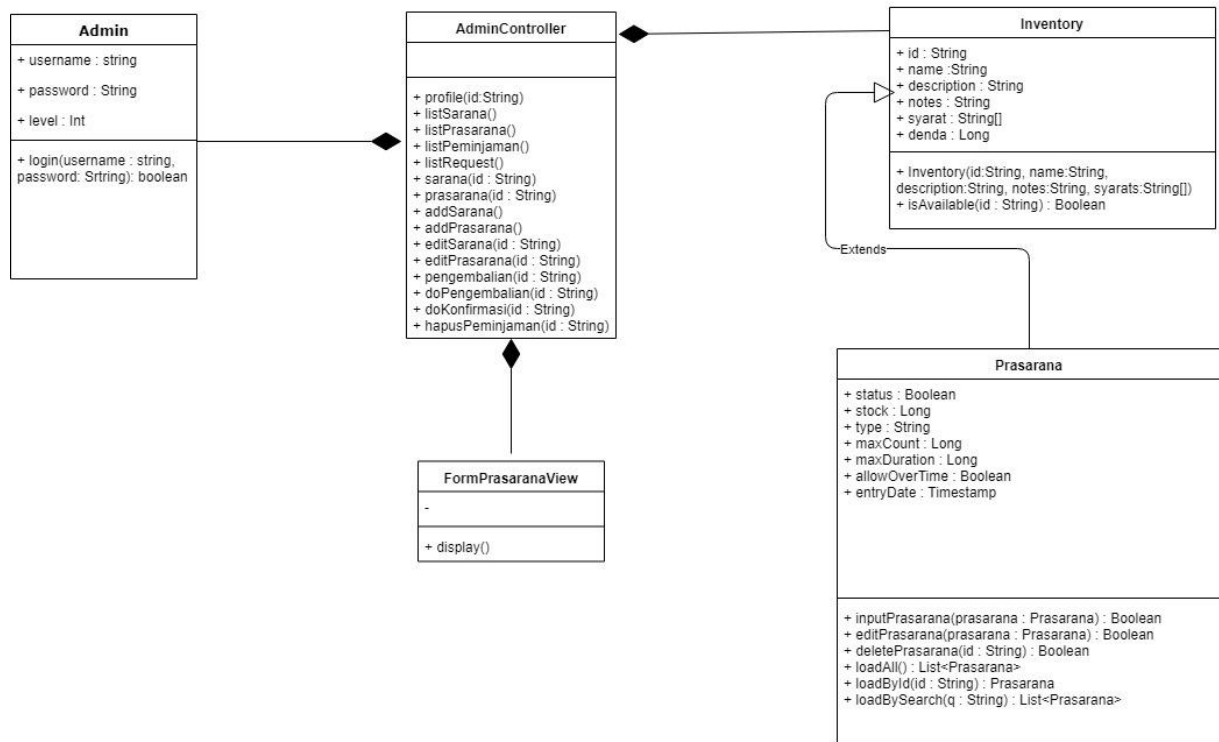 Admin
+ username : string
+ password : String
+ level : Int
+ login(username : string,
password: Srtring): boolean
AdminController
+ profile(id:String)
+ listSarana()
+ listPrasarana()
+ listPeminjaman()
+ listRequest()
+ sarana(id : String)
+ prasarana(id : String)
+ addSarana()
+ addPrasarana()
+ editSarana(id : String)
+ editPrasarana(id : String)
+ pengembalian(id : String)
+ doPengembalian(id : String)
+ doKonfirmasi(id : String)
+ hapusPeminjaman(id : String)
Inventory
+ id : String
+ name :String
+ description : String
+ notes : String
+ syarat : String[]
+ denda : Long
+ Inventory(id:String, name:String,
description:String, notes:String, syarats:String[])
+ isAvailable(id : String) : Boolean
Extends
FormPrasaranaView
-
+ display()
Prasarana
+ status : Boolean
+ stock : Long
+ type : String
+ maxCount : Long
+ maxDuration : Long
+ allowOverTime : Boolean
+ entryDate : Timestamp
+ inputPrasarana(prasarana : Prasarana) : Boolean
+ editPrasarana(prasarana : Prasarana) : Boolean
+ deletePrasarana(id : String) : Boolean
+ loadAll() : List<Prasarana>
+ loadById(id : String) : Prasarana
+ loadBySearch(q : String) : List<Prasarana>